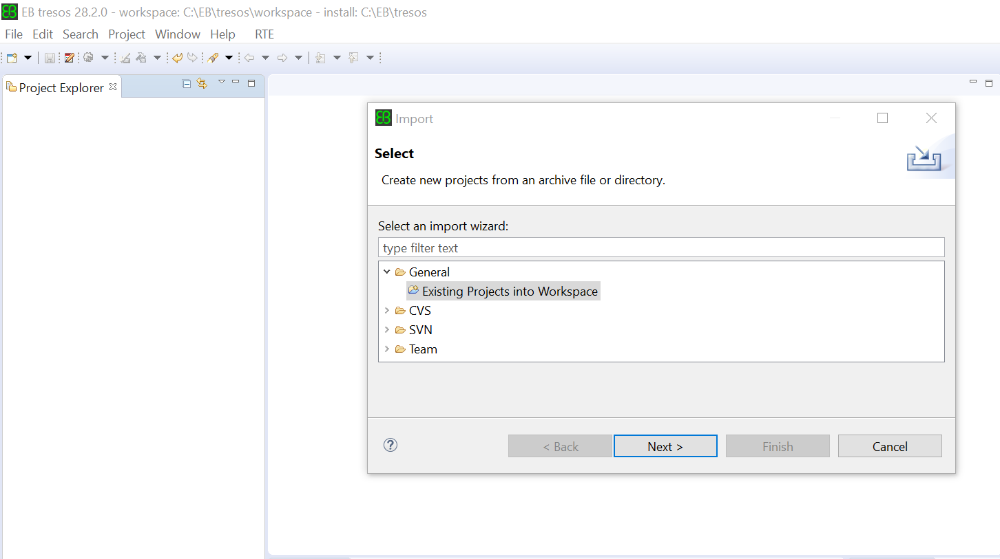 EB tresos 28.2.0 - workspace: C:\EB\tresos\workspace - install: C:\EB\tresos
File Edit Search Project Window Help RTE
Project Explorer
EB Import
Select
Create new projects from an archive file or directory.
Select an import wizard:
type filter text
General
Existing Projects into Workspace
CVS
SVN
Team
? < Back Next > Finish Cancel